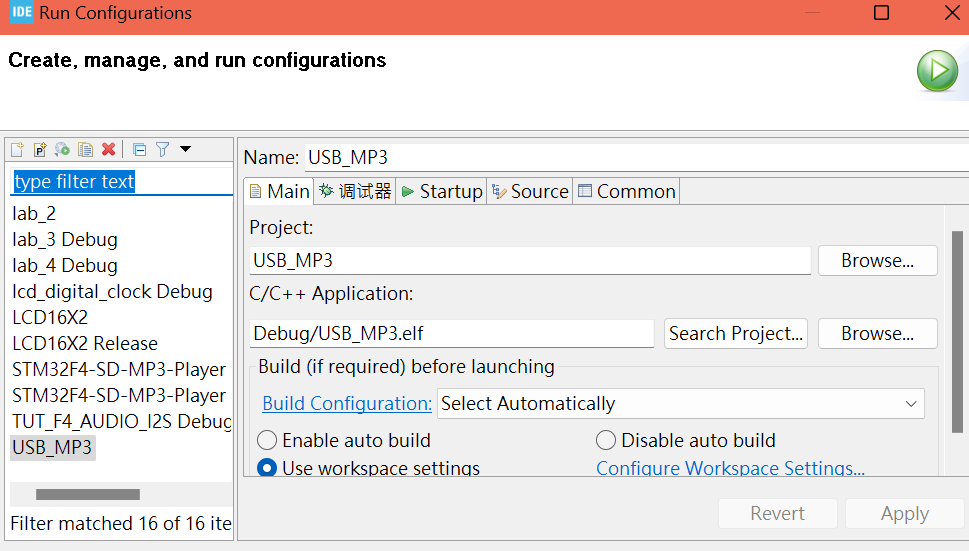 IDE Run Configurations
Create, manage, and run configurations
type filter text
lab_2
lab_3 Debug
lab_4 Debug
lcd_digital_clock Debug
LCD16X2
LCD16X2 Release
STM32F4-SD-MP3-Player
STM32F4-SD-MP3-Player
TUT_F4_AUDIO_I2S Debug
USB_MP3
Filter matched 16 of 16 ite
Name: USB_MP3
Main 调试器 Startup Source Common
Project:
USB_MP3 Browse...
C/C++ Application:
Debug/USB_MP3.elf Search Project... Browse...
Build (if required) before launching
Build Configuration: Select Automatically
Enable auto build Disable auto build
Use workspace settings Configure Workspace Settings...
Revert Apply